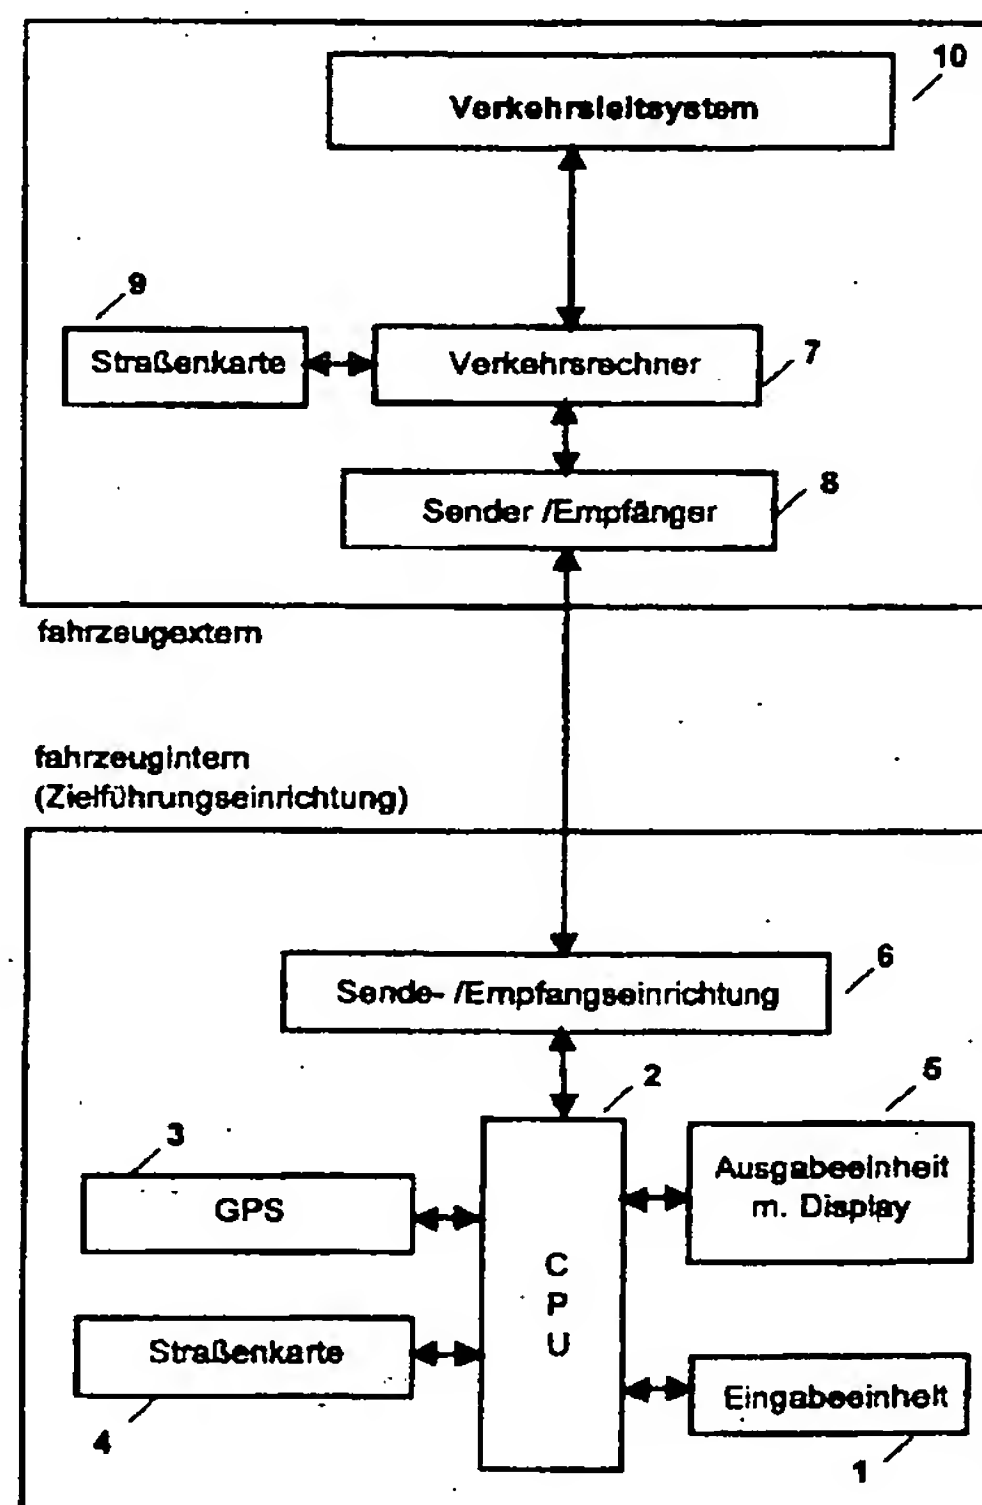 10
Verkehrsleitsystem
9
Straßenkarte
Verkehrsrechner
7
8
Sender /Empfänger
fahrzeugextern
fahrzeugintern
(Zielführungseinrichtung)
6
Sende- /Empfangseinrichtung
2
5
3
GPS
Ausgabeeinheit
m. Display
C
P
U
Straßenkarte
4
Eingabeeinheit
1